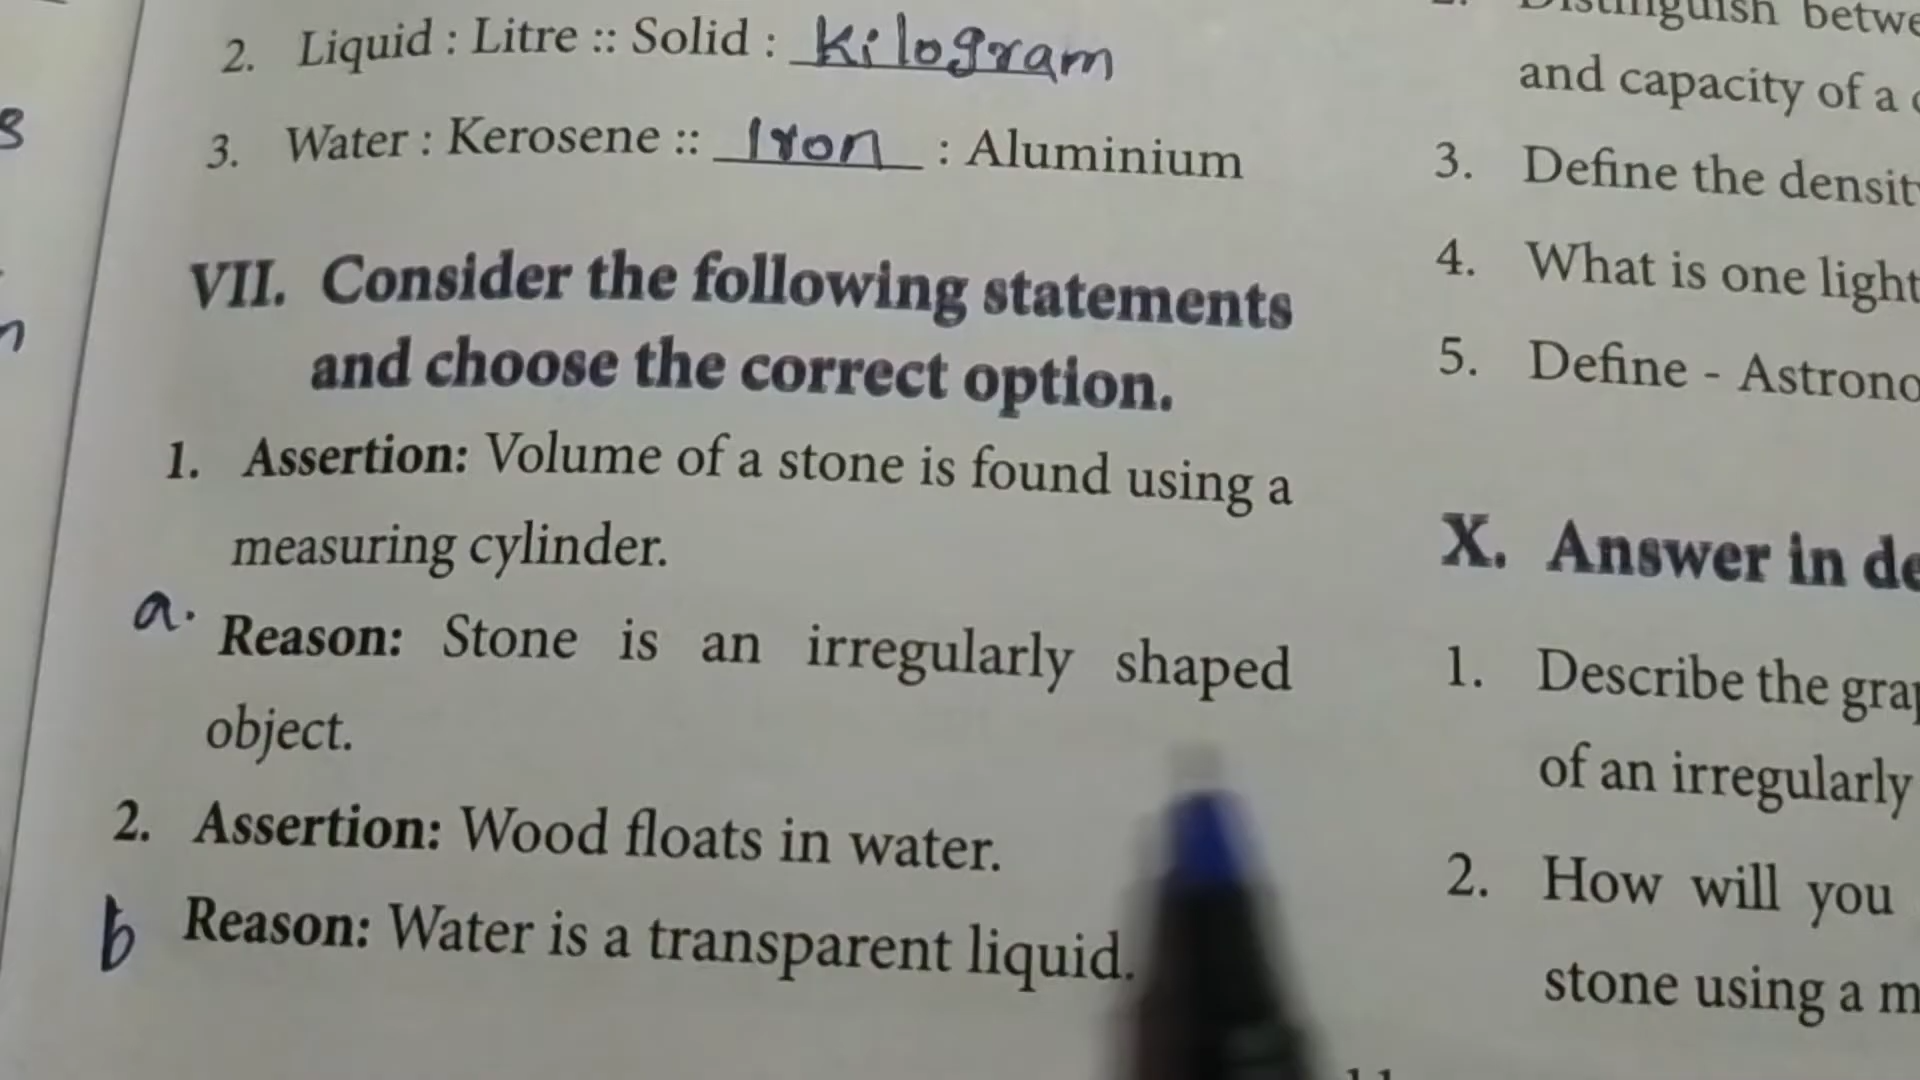 2. Liquid : Litre :: Solid : Kilogram
3. Water : Kerosene :: Iron : Aluminium
VII. Consider the following statements
and choose the correct option.
1. Assertion: Volume of a stone is found using a
measuring cylinder.
a. Reason: Stone is an irregularly shaped
object.
2. Assertion: Wood floats in water.
b Reason: Water is a transparent liquid.
Distinguish betwe
and capacity of a
3. Define the densit
4. What is one light
5. Define - Astrono
X. Answer in de
1. Describe the grap
of an irregularly
2. How will you
stone using a m